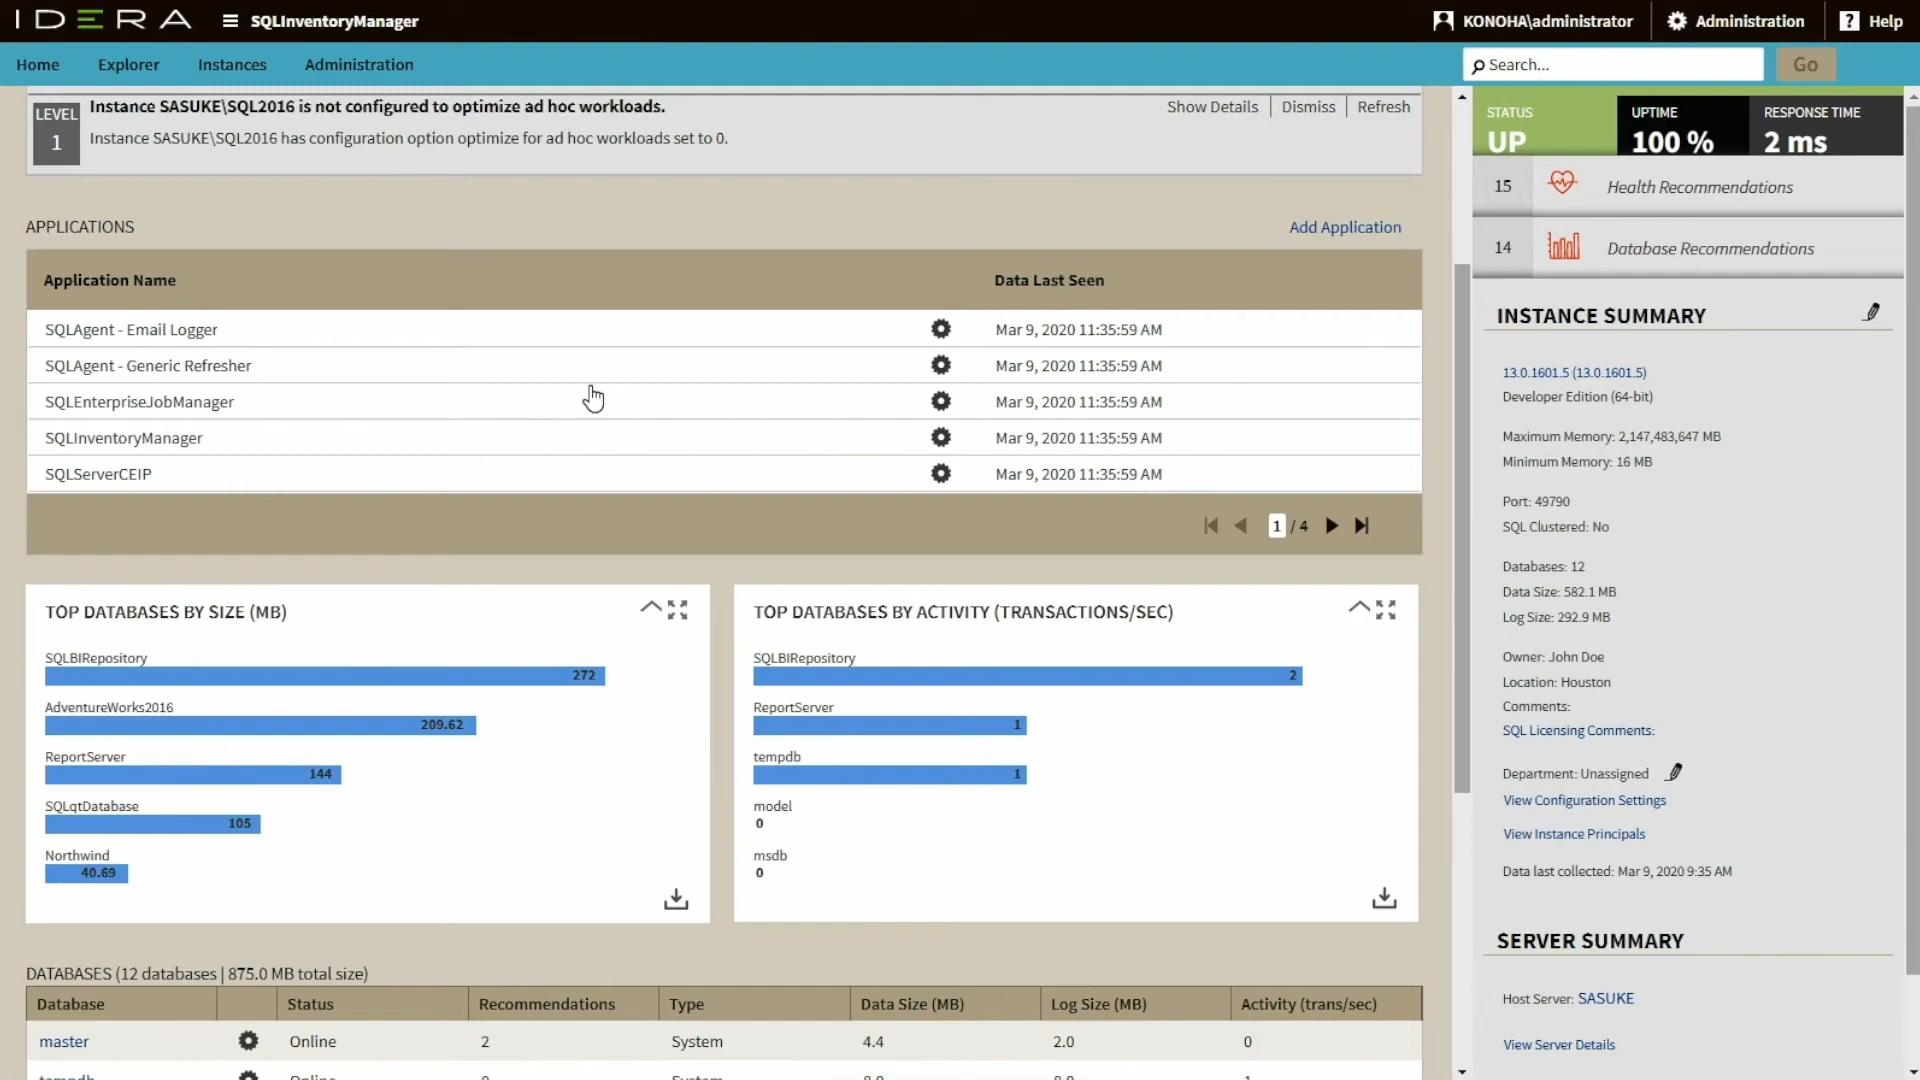 IDERA
SQLInventoryManager
KONOHA\administrator
Administration
? Help
Home
Explorer
Instances
Administration
Search...
Go
LEVEL
1
Instance SASUKE\SQL2016 is not configured to optimize ad hoc workloads.
Show Details
Dismiss
Refresh
Instance SASUKE\SQL2016 has configuration option optimize for ad hoc workloads set to 0.
APPLICATIONS
Add Application
Application Name
Data Last Seen
SQLAgent - Email Logger
Mar 9, 2020 11:35:59 AM
SQLAgent - Generic Refresher
Mar 9, 2020 11:35:59 AM
SQLEnterpriseJobManager
Mar 9, 2020 11:35:59 AM
SQLInventoryManager
Mar 9, 2020 11:35:59 AM
SQLServerCEIP
Mar 9, 2020 11:35:59 AM
1 / 4
TOP DATABASES BY SIZE (MB)
SQLBIRepository
272
AdventureWorks2016
209.62
ReportServer
144
SQLqtDatabase
105
Northwind
40.69
TOP DATABASES BY ACTIVITY (TRANSACTIONS/SEC)
SQLBIRepository
2
ReportServer
1
tempdb
1
model
0
msdb
0
DATABASES (12 databases | 875.0 MB total size)
Database
Status
Recommendations
Type
Data Size (MB)
Log Size (MB)
Activity (trans/sec)
master
Online
2
System
4.4
2.0
0
STATUS
UP
UPTIME
100 %
RESPONSE TIME
2 ms
15
Health Recommendations
14
Database Recommendations
INSTANCE SUMMARY
13.0.1601.5 (13.0.1601.5)
Developer Edition (64-bit)
Maximum Memory: 2,147,483,647 MB
Minimum Memory: 16 MB
Port: 49790
SQL Clustered: No
Databases: 12
Data Size: 582.1 MB
Log Size: 292.9 MB
Owner: John Doe
Location: Houston
Comments:
SQL Licensing Comments:
Department: Unassigned
View Configuration Settings
View Instance Principals
Data last collected: Mar 9, 2020 9:35 AM
SERVER SUMMARY
Host Server: SASUKE
View Server Details